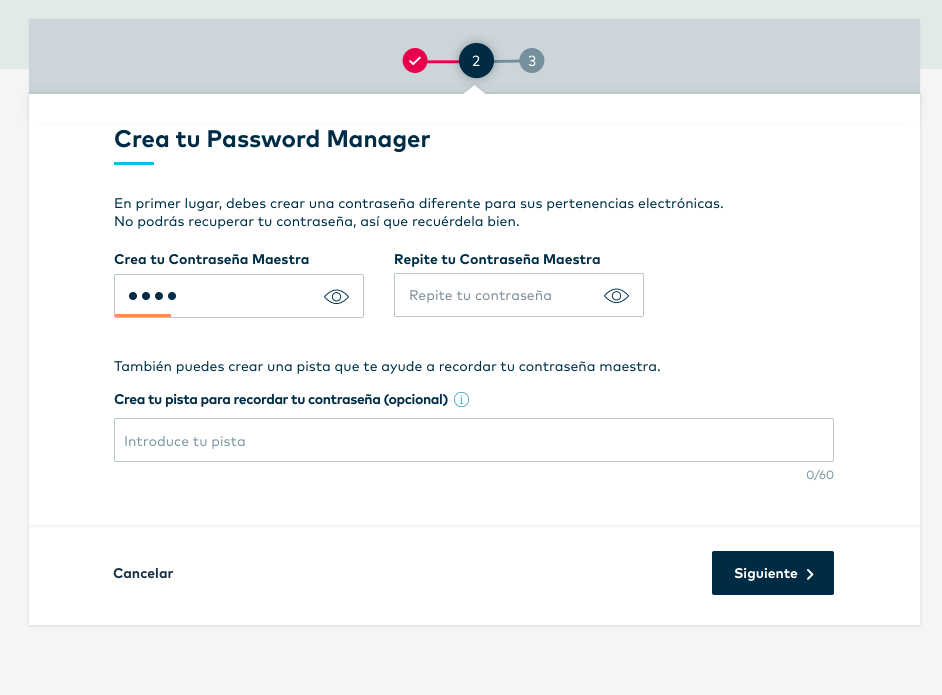 2
3
Crea tu Password Manager
En primer lugar, debes crear una contraseña diferente para sus pertenencias electrónicas.
No podrás recuperar tu contraseña, así que recuérdela bien.
Crea tu Contraseña Maestra
Repite tu Contraseña Maestra
Repite tu contraseña
También puedes crear una pista que te ayude a recordar tu contraseña maestra.
Crea tu pista para recordar tu contraseña (opcional)
Introduce tu pista
0/60
Cancelar
Siguiente